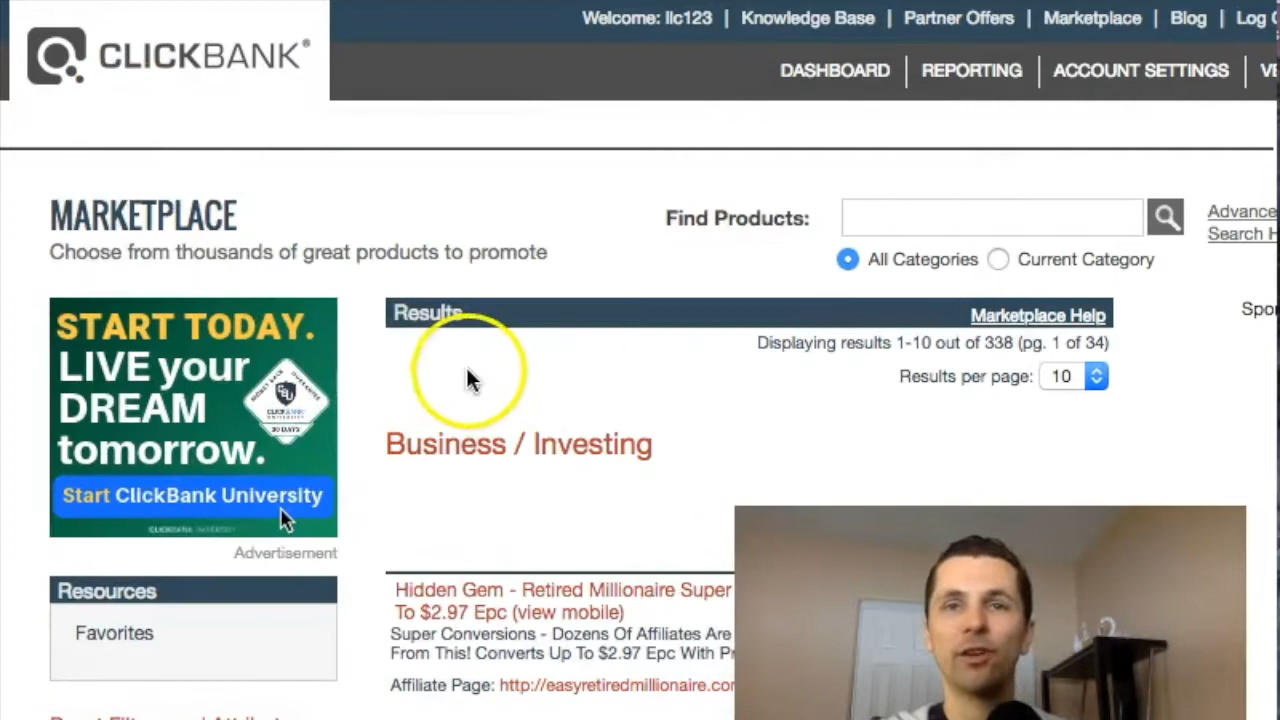 Welcome: llc123 | Knowledge Base | Partner Offers | Marketplace | Blog | Log
CLICKBANK®
DASHBOARD | REPORTING | ACCOUNT SETTINGS
MARKETPLACE
Choose from thousands of great products to promote
Find Products:
Advance
Search H
All Categories
Current Category
START TODAY.
LIVE your
DREAM
tomorrow.
CLICKBANK
30 DAYS
Start ClickBank University
Advertisement
Resources
Favorites
Results
Marketplace Help
Spo
Displaying results 1-10 out of 338 (pg. 1 of 34)
Results per page: 10
Business / Investing
Hidden Gem - Retired Millionaire Super
To $2.97 Epc (view mobile)
Super Conversions - Dozens Of Affiliates Are
From This! Converts Up To $2.97 Epc With P
Affiliate Page: http://easyretiredmillionaire.co